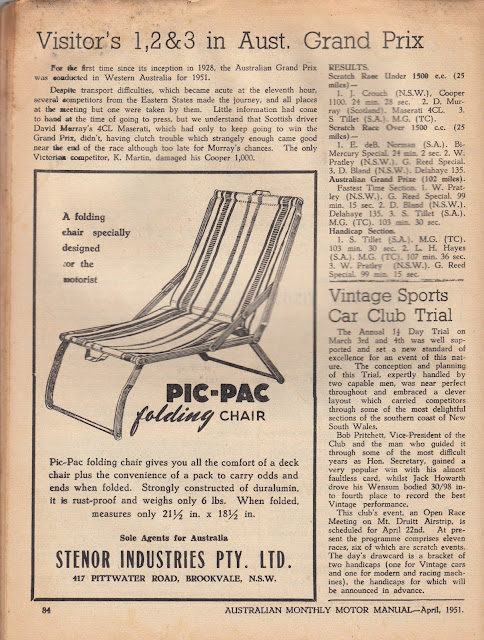 Visitor's 1,2&3 in Aust. Grand Prix
For the first time since its inception in 1928, the Australian Grand Prix
was conducted in Western Australia for 1951.
Despite transport difficulties, which became acute at the eleventh hour,
several competitors from the Eastern States made the journey, and all places
at the meeting but one were taken by them. Little information had come
to hand at the time of going to press, but we understand that Scottish driver
David Murray's 4CL Maserati, which had only to keep going to win the
Grand Prix, didn't, having clutch trouble which strangely enough came good
near the end of the race although too late for Murray's chances. The only
Victorian competitor, K. Martin, damaged his Cooper 1,000.
A folding
chair specially
designed
for the
motorist
PIC-PAC
folding CHAIR
Pic-Pac folding chair gives you all the comfort of a deck
chair plus the convenience of a pack to carry odds and
ends when folded. Strongly constructed of duralumin,
it is rust-proof and weighs only 6 lbs. When folded,
measures only 21½ in. x 18½ in.
Sole Agents for Australia
STENOR INDUSTRIES PTY. LTD.
417 PITTWATER ROAD, BROOKVALE, N.S.W.
RESULTS.
Scratch Race Under 1500 c.c. (25
miles)—
1. J. Crouch (N.S.W.), Cooper
1100, 24 min. 28 sec. 2. D. Mur-
ray (Scotland), Maserati 4CL. 3.
S Tillet (S.A.), M.G. (TC).
Scratch Race Over 1500 c.c. (25
miles)—
1. E. deB. Norman (S.A.), Bi-
Mercury Special, 24 min. 2 sec. 2. W.
Pratley (N.S.W.), G. Reed Special.
3. D. Bland (N.S.W.), Delahaye 135.
Australian Grand Prize (102 miles).
Fastest Time Section. 1. W. Prat-
ley (N.S.W.), G. Reed Special, 99
min. 15 sec. 2. D. Bland (N.S.W.),
Delahaye 135. 3. S. Tillet (S.A.),
M.G. (TC), 103 min. 30 sec.
Handicap Section.
1. S. Tillet (S.A.), M.G. (TC),
103 min. 30 sec. 2. L. H. Hayes
(S.A.), M.G. (TC), 107 min. 36 sec.
3. W. Pratley (N.S.W.), G. Reed
Special, 99 min. 15 sec.
Vintage Sports
Car Club Trial
The Annual 1½ Day Trial on
March 3rd and 4th was well sup-
ported and set a new standard of
excellence for an event of this nat-
ure. The conception and planning
of this Trial, expertly handled by
two capable men, was near perfect
throughout and embraced a clever
layout which carried competitors
through some of the most delightful
sections of the southern coast of New
South Wales.
Bob Pritchett, Vice-President of the
Club and the man who guided it
through some of the most difficult
years as Hon. Secretary, gained a
very popular win with his almost
faultless card, whilst Jack Howarth
drove his Wensum bodied 30/98 in-
to fourth place to record the best
Vintage performance.
This club's event, an Open Race
Meeting on Mt. Druitt Airstrip, is
scheduled for April 22nd. At pre-
sent the programme comprises eleven
races, six of which are scratch events.
The day's drawcard is a bracket of
two handicaps (one for Vintage cars
and one for modern and racing mach-
ines), the handicaps for which will
be announced in advance.
84
AUSTRALIAN MONTHLY MOTOR MANUAL—April, 1951.